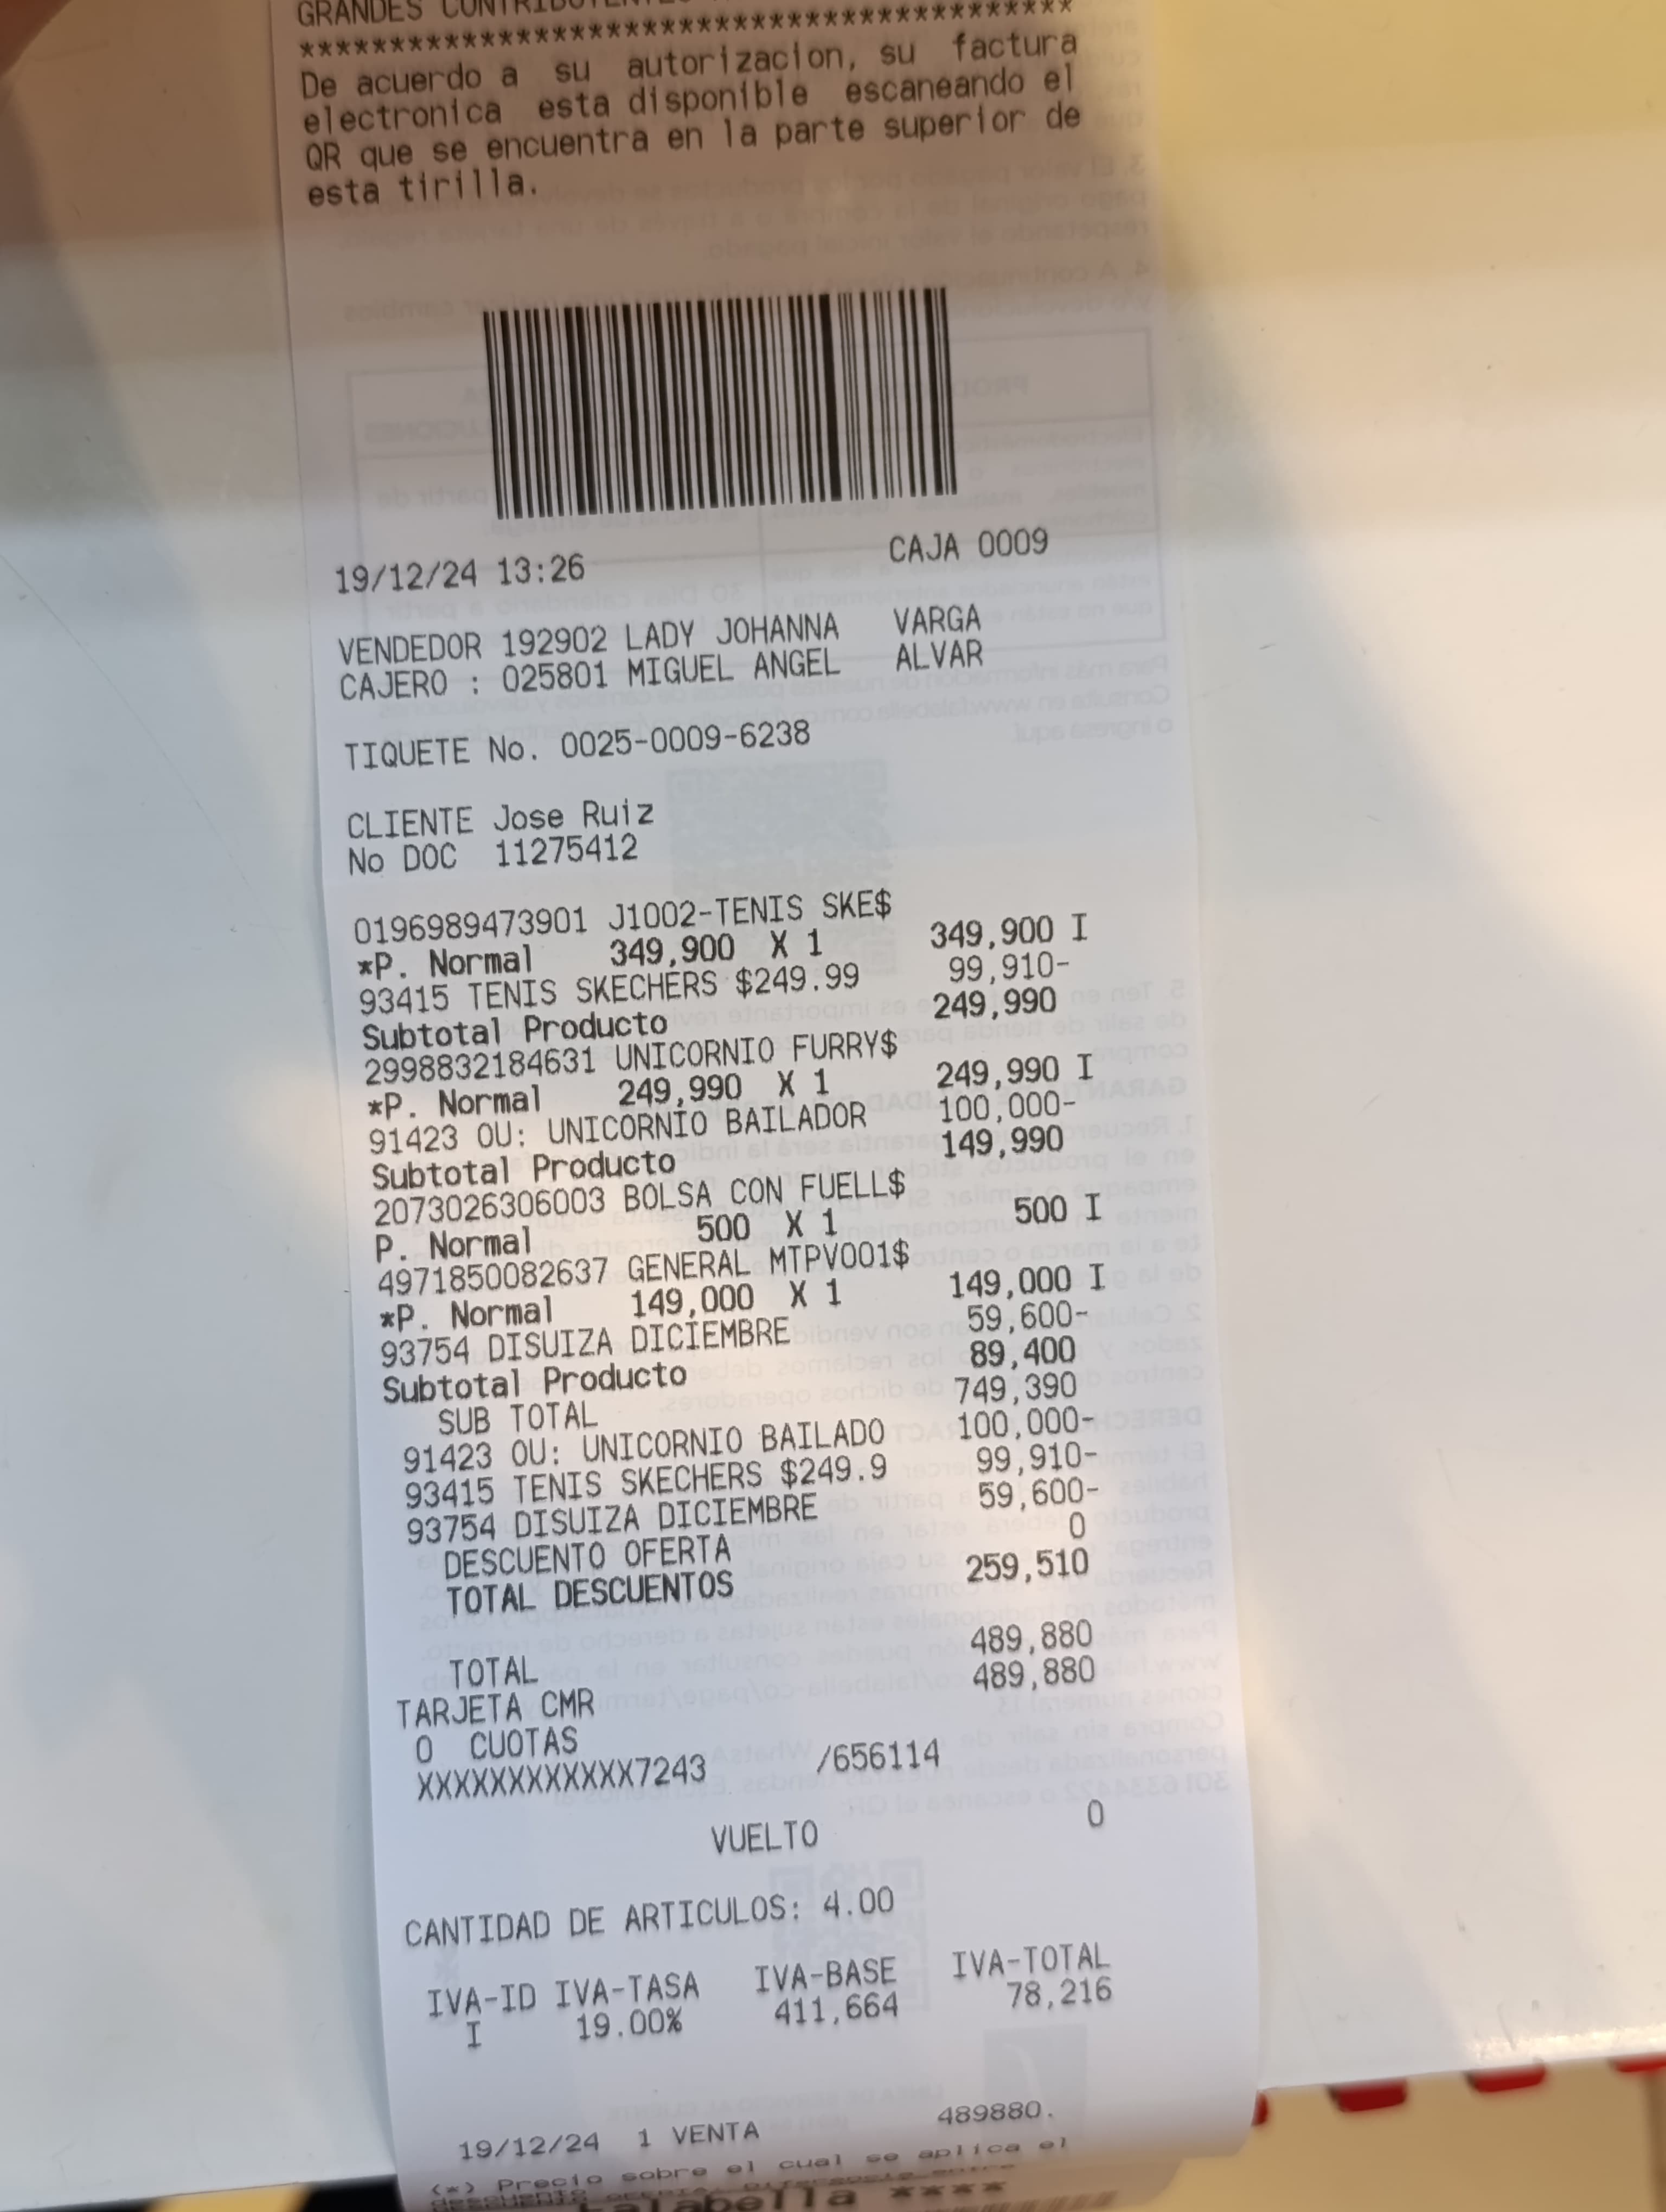 GRANDES CONTRIBUYENTES
*******************************************
De acuerdo a su autorizacion, su factura
electronica esta disponible escaneando el
QR que se encuentra en la parte superior de
esta tirilla.
19/12/24 13:26 CAJA 0009
VENDEDOR 192902 LADY JOHANNA VARGA
CAJERO : 025801 MIGUEL ANGEL ALVAR
TIQUETE No. 0025-0009-6238
CLIENTE Jose Ruiz
No DOC 11275412
0196989473901 J1002-TENIS SKE$
*P. Normal 349,900 X 1 349,900 I
93415 TENIS SKECHERS $249.99 99,910-
Subtotal Producto 249,990
2998832184631 UNICORNIO FURRY$
*P. Normal 249,990 X 1 249,990 I
91423 OU: UNICORNIO BAILADOR 100,000-
Subtotal Producto 149,990
2073026306003 BOLSA CON FUELL$
P. Normal 500 X 1 500 I
4971850082637 GENERAL MTPV001$
*P. Normal 149,000 X 1 149,000 I
93754 DISUIZA DICIEMBRE 59,600-
Subtotal Producto 89,400
SUB TOTAL 749,390
91423 OU: UNICORNIO BAILADO 100,000-
93415 TENIS SKECHERS $249.9 99,910-
93754 DISUIZA DICIEMBRE 59,600-
DESCUENTO OFERTA 0
TOTAL DESCUENTOS 259,510
TOTAL 489,880
TARJETA CMR 489,880
0 CUOTAS
XXXXXXXXXXXX7243 /656114
VUELTO 0
CANTIDAD DE ARTICULOS: 4.00
IVA-ID IVA-TASA IVA-BASE IVA-TOTAL
I 19.00% 411,664 78,216
19/12/24 1 VENTA 489880.
(*) Precio sobre el cual se aplica el
falabella ****